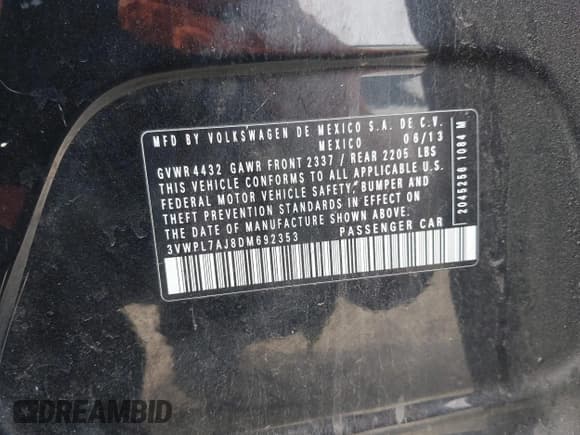 MFD BY VOLKSWAGEN DE MEXICO S.A. DE C.V.
MEXICO 06/13
GVWR 4432 GAWR FRONT 2337 / REAR 2205 LBS
THIS VEHICLE CONFORMS TO ALL APPLICABLE U.S.
FEDERAL MOTOR VEHICLE SAFETY, BUMPER AND
THEFT PREVENTION STANDARDS IN EFFECT ON
THE DATE OF MANUFACTURE SHOWN ABOVE.
3VWPL7AJ8DM692353 PASSENGER CAR
2045266 1084 M
DREAMBID